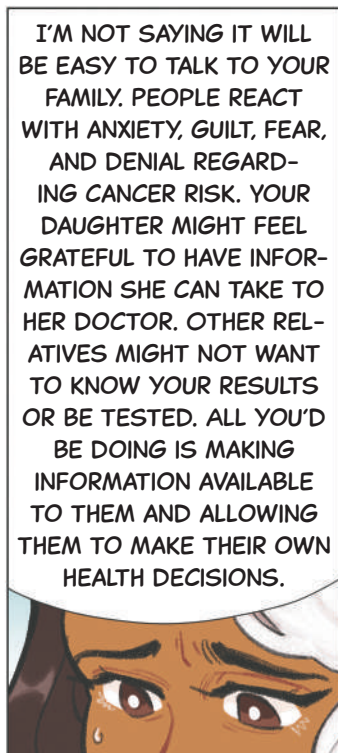 I'M NOT SAYING IT WILL
BE EASY TO TALK TO YOUR
FAMILY. PEOPLE REACT
WITH ANXIETY, GUILT, FEAR,
AND DENIAL REGARD-
ING CANCER RISK. YOUR
DAUGHTER MIGHT FEEL
GRATEFUL TO HAVE INFOR-
MATION SHE CAN TAKE TO
HER DOCTOR. OTHER REL-
ATIVES MIGHT NOT WANT
TO KNOW YOUR RESULTS
OR BE TESTED. ALL YOU'D
BE DOING IS MAKING
INFORMATION AVAILABLE
TO THEM AND ALLOWING
THEM TO MAKE THEIR OWN
HEALTH DECISIONS.